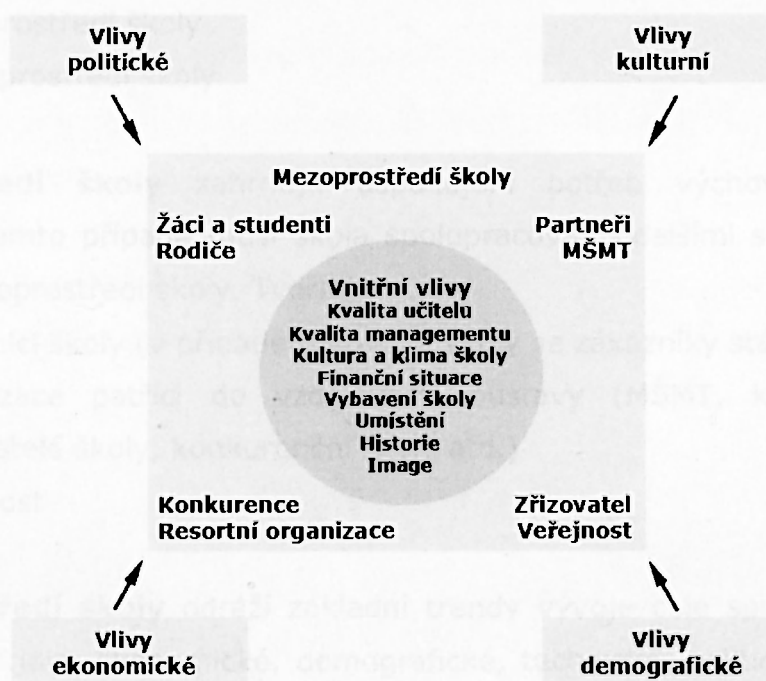 Vlivy
politické
Vlivy
kulturní
Mezoprostředí školy
Žáci a studenti
Rodiče
Partneři
MŠMT
Vnitřní vlivy
Kvalita učitelu
Kvalita managementu
Kultura a klima školy
Finanční situace
Vybavení školy
Umístění
Historie
Image
Konkurence
Resortní organizace
Zřizovatel
Veřejnost
Vlivy
ekonomické
Vlivy
demografické